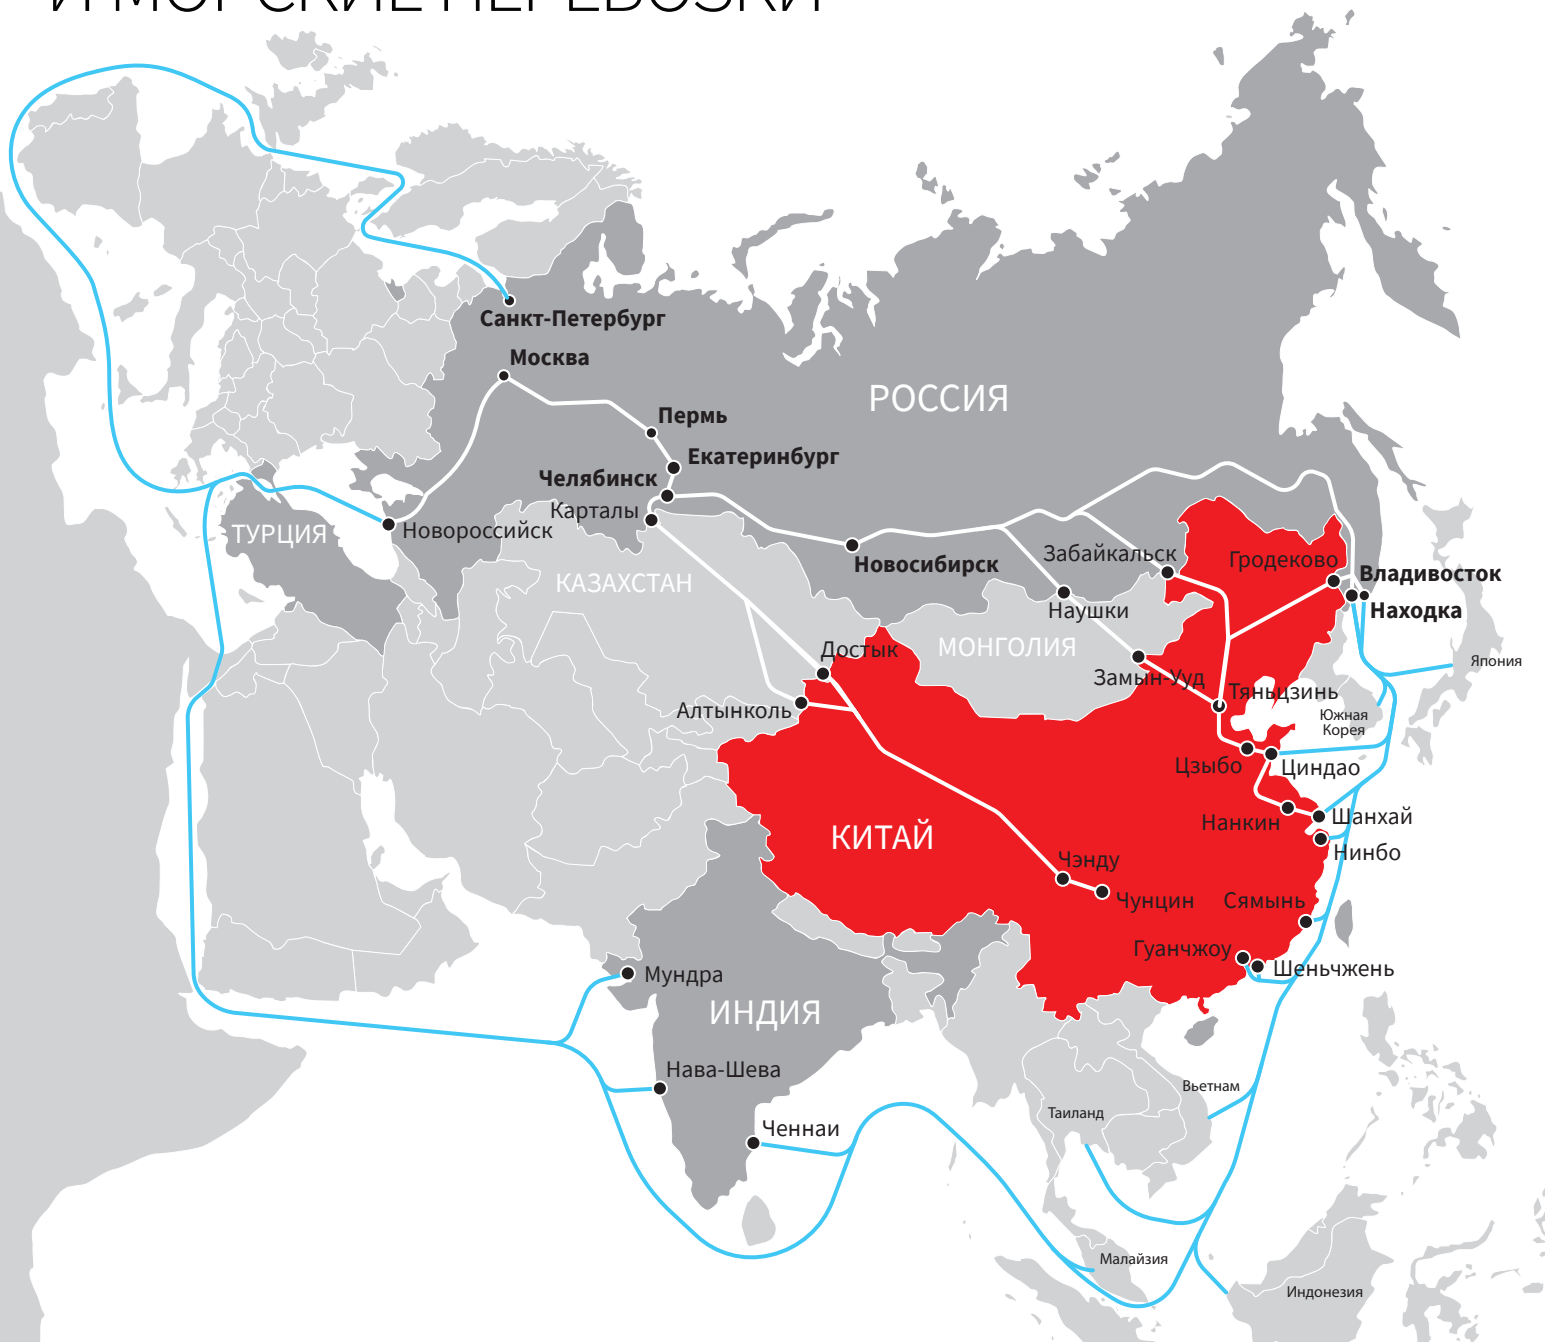 И МОРСКИЕ ПЕРЕВОЗКИ
Санкт-Петербург
Москва
РОССИЯ
Пермь
Екатеринбург
Челябинск
Карталы
Новороссийск
ТУРЦИЯ
КАЗАХСТАН
Новосибирск
Забайкальск
Гродеково
Владивосток
Находка
Наушки
МОНГОЛИЯ
Достык
Замын-Ууд
Япония
Алтынколь
Тяньцзинь
Южная
Корея
Цзыбо
Циндао
Нанкин
Шанхай
КИТАЙ
Нинбо
Чэнду
Чунцин
Сямынь
Гуанчжоу
Шеньчжень
Мундра
ИНДИЯ
Нава-Шева
Вьетнам
Таиланд
Ченнаи
Малайзия
Индонезия